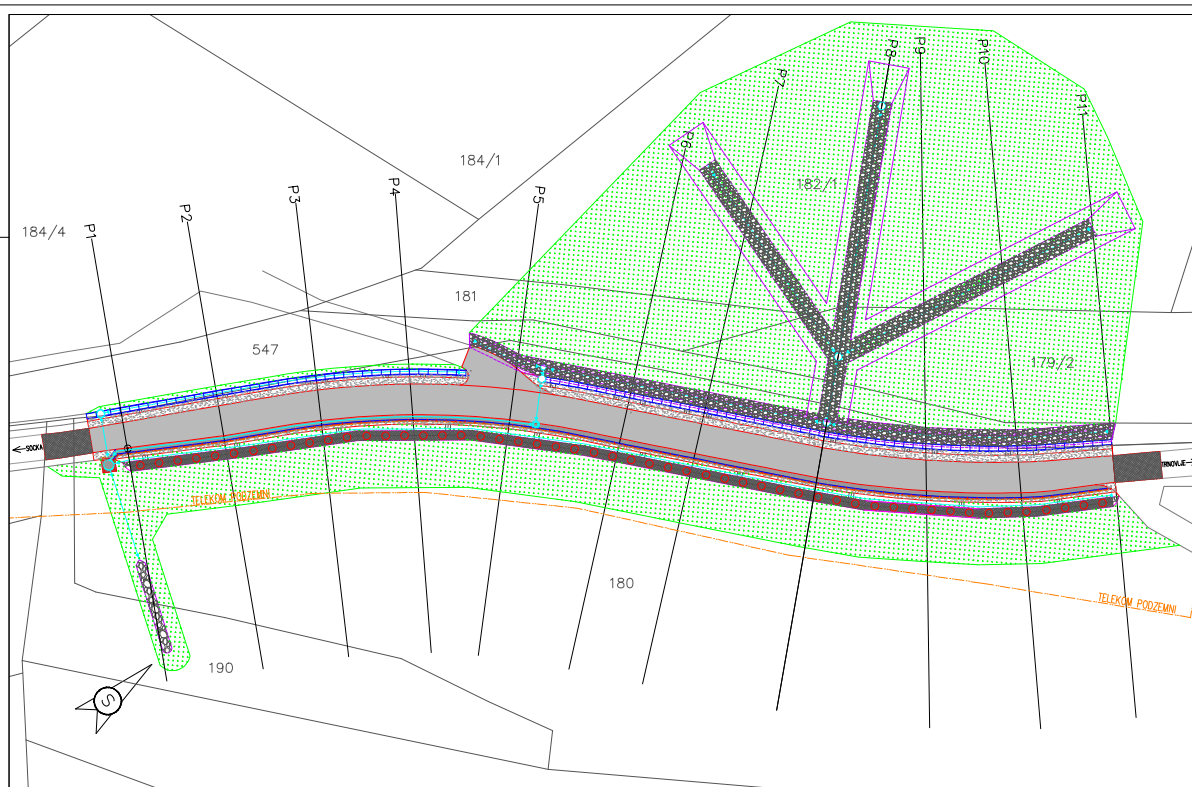 P8
P9
P10
P7
P11
P6
184/1
182/1
P5
P4
P3
P2
P1
184/4
181
547
179/2
SOCKA
TRNOVLJE
TELEKOM PODZEMNI
180
TELEKOM PODZEMNI
190
S